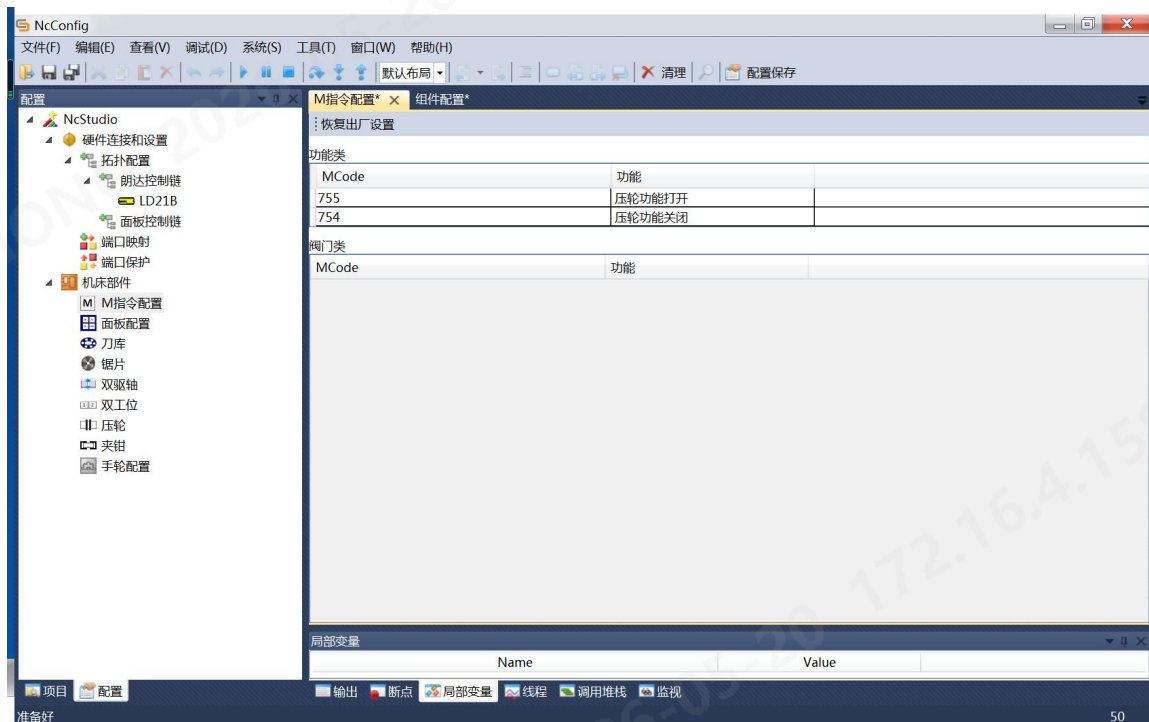 NcConfig
文件(F) 编辑(E) 查看(V) 调试(D) 系统(S) 工具(T) 窗口(W) 帮助(H)
默认布局 清理 配置保存
配置
M指令配置* 组件配置*
NcStudio
恢复出厂设置
硬件连接和设置
拓扑配置
朗达控制链
LD21B
面板控制链
端口映射
端口保护
机床部件
M M指令配置
面板配置
刀库
锯片
双驱轴
双工位
压轮
夹钳
手轮配置
功能类
MCode 功能
755 压轮功能打开
754 压轮功能关闭
阀门类
MCode 功能
局部变量
Name Value
项目 配置
输出 断点 局部变量 线程 调用堆栈 监视
准备好 50
172.16.4.15